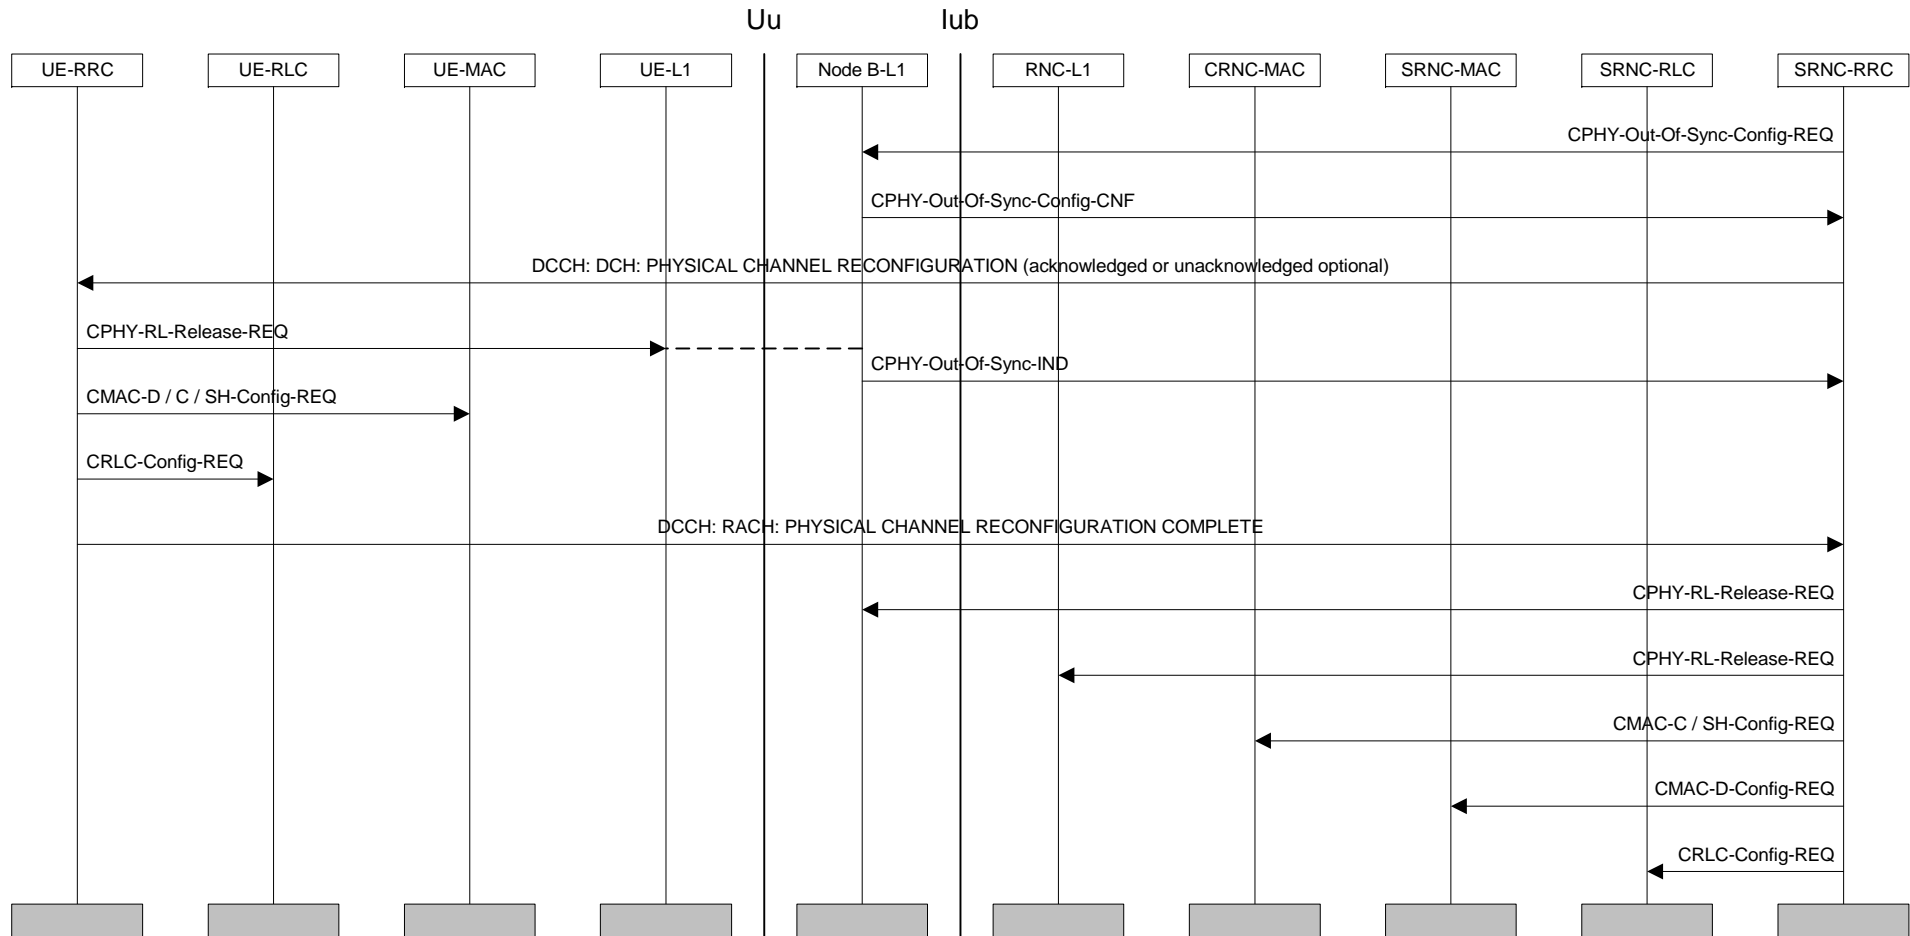 Uu
Iub
UE-RRC
UE-RLC
UE-MAC
UE-L1
Node B-L1
RNC-L1
CRNC-MAC
SRNC-MAC
SRNC-RLC
SRNC-RRC
CPHY-Out-Of-Sync-Config-REQ
CPHY-Out-Of-Sync-Config-CNF
DCCH: DCH: PHYSICAL CHANNEL RECONFIGURATION (acknowledged or unacknowledged optional)
CPHY-RL-Release-REQ
CPHY-Out-Of-Sync-IND
CMAC-D / C / SH-Config-REQ
CRLC-Config-REQ
DCCH: RACH: PHYSICAL CHANNEL RECONFIGURATION COMPLETE
CPHY-RL-Release-REQ
CPHY-RL-Release-REQ
CMAC-C / SH-Config-REQ
CMAC-D-Config-REQ
CRLC-Config-REQ